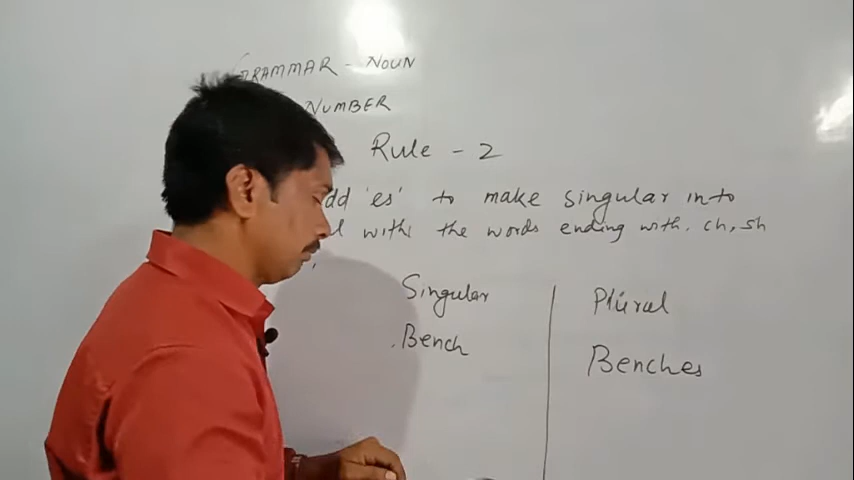 GRAMMAR - NOUN
NUMBER
Rule - 2
dd 'es' to make singular into
l with the words ending with. ch, sh
Singular Plural
Bench Benches